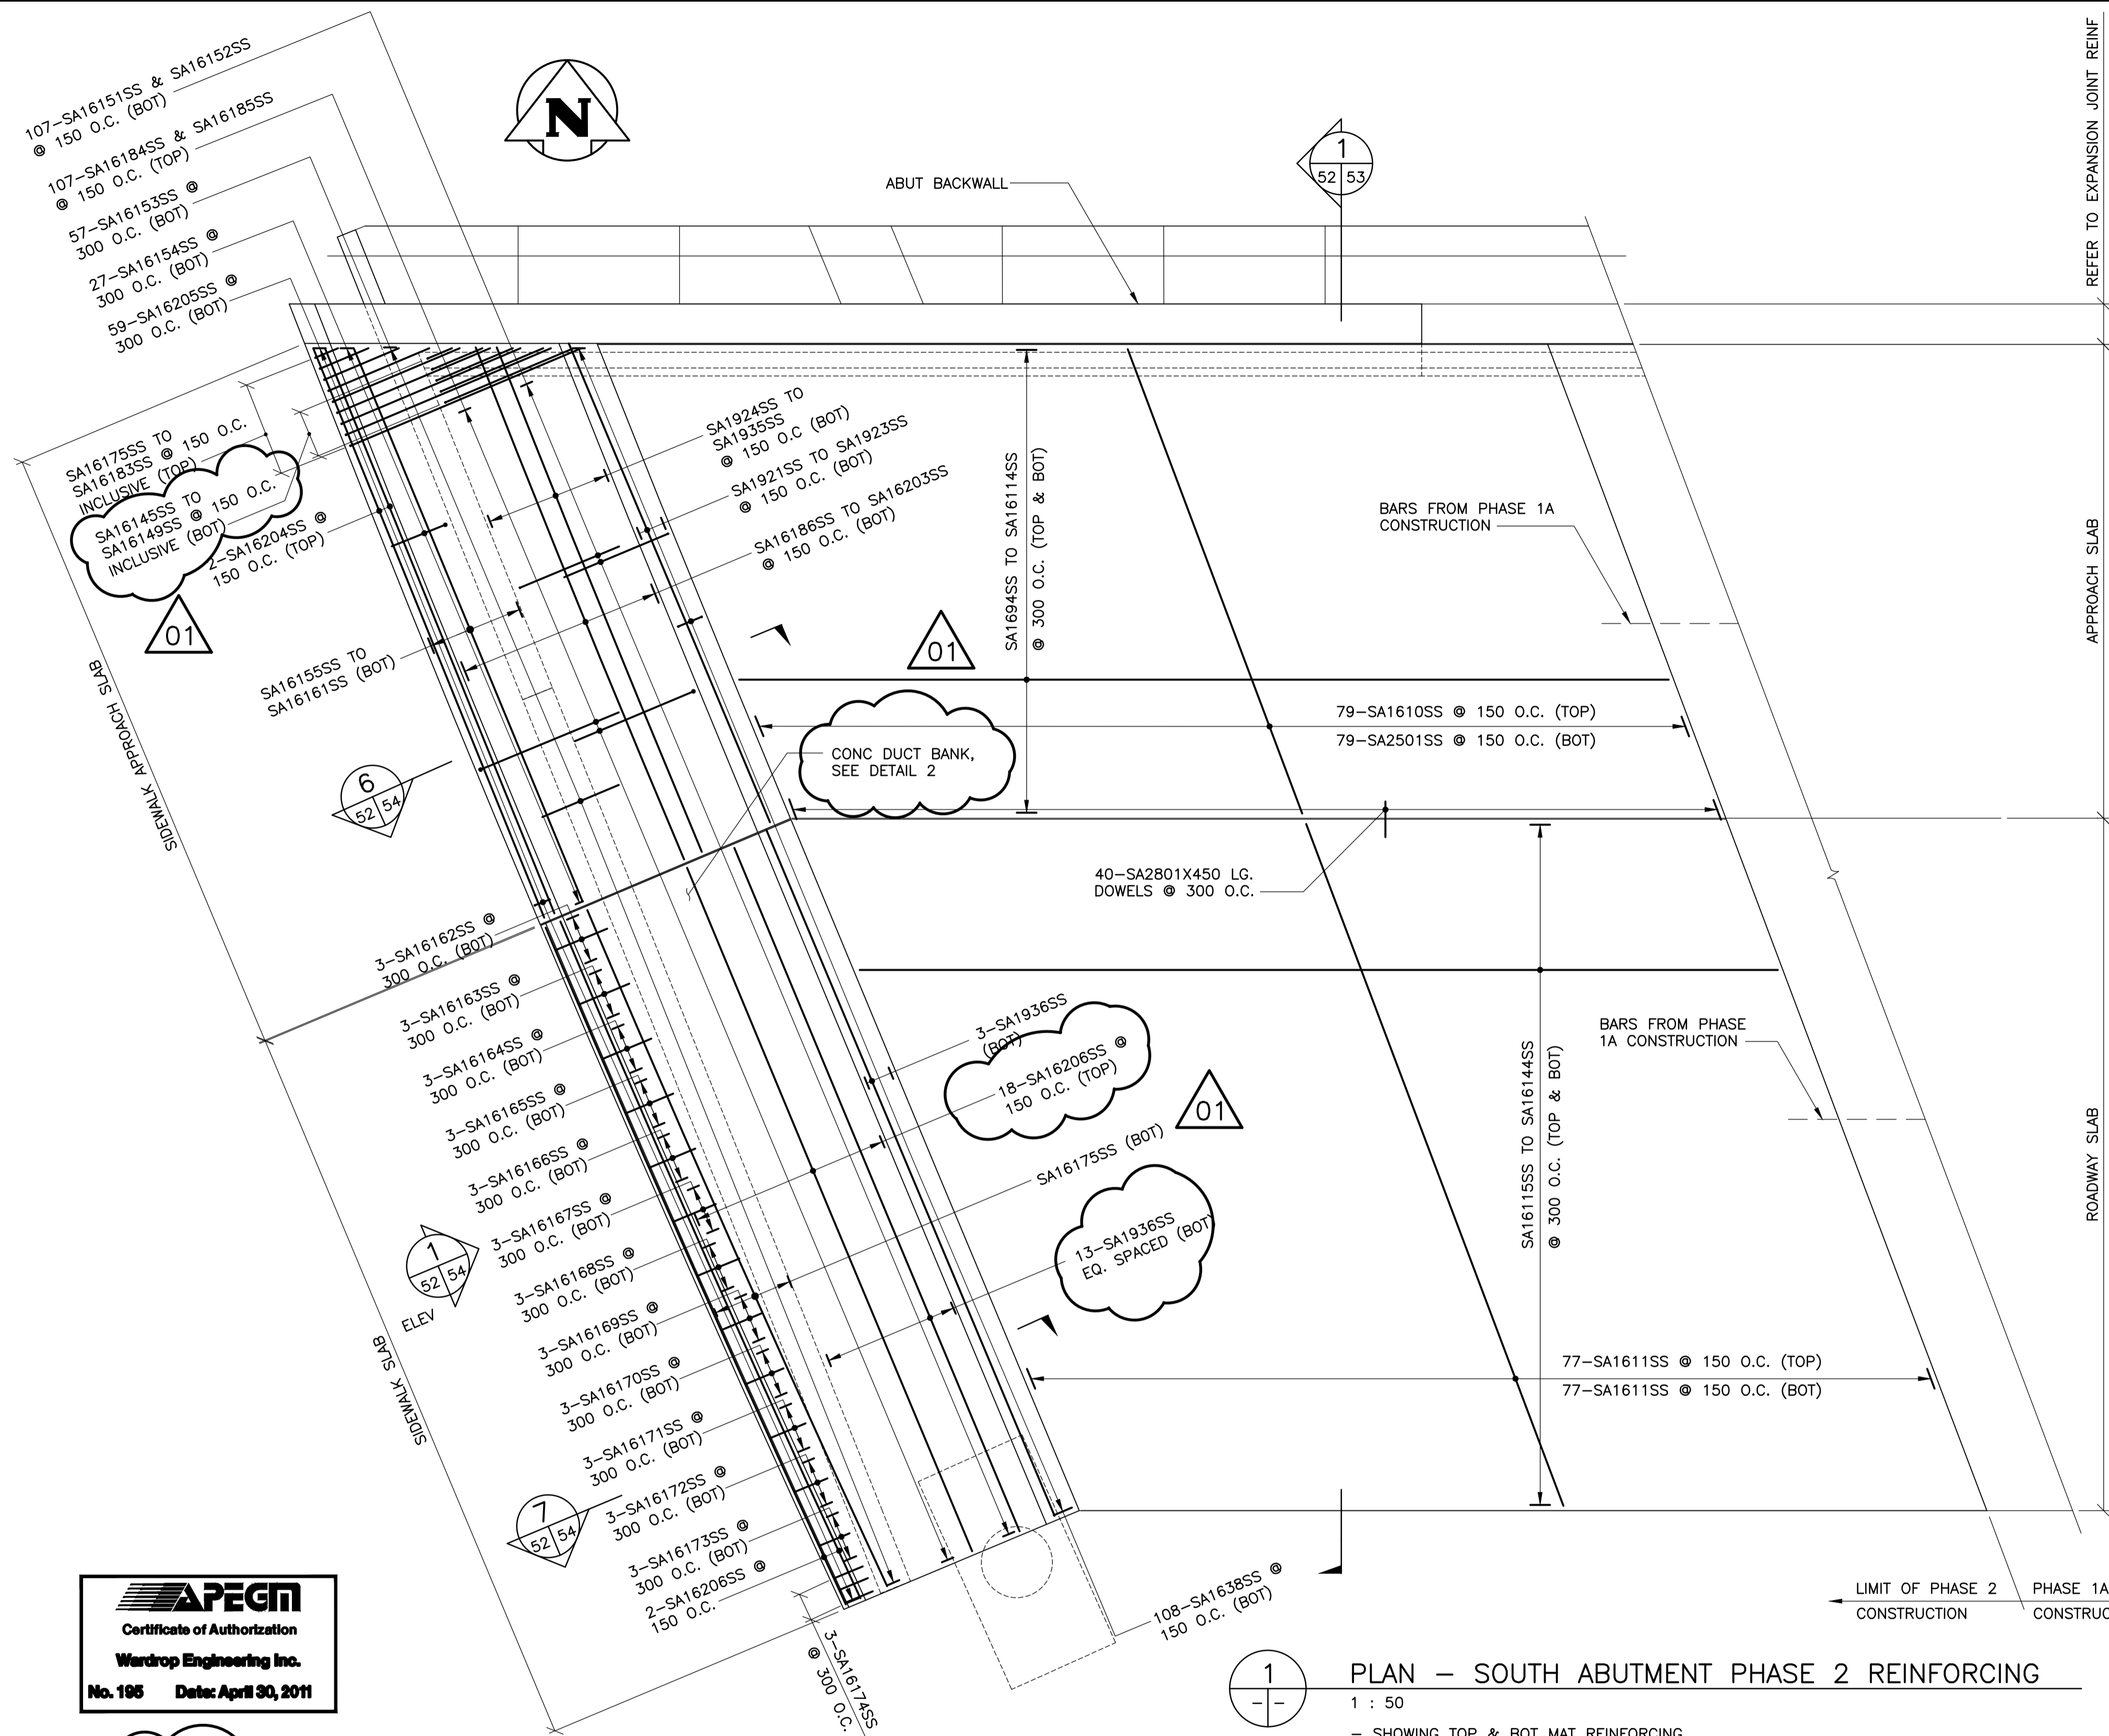 107-SA16151SS & SA16152SS
@ 150 O.C. (BOT)
107-SA16184SS & SA16185SS
@ 150 O.C. (TOP)
57-SA16153SS @
300 O.C. (BOT)
27-SA16154SS @
300 O.C. (BOT)
59-SA16205SS @
300 O.C. (BOT)
N
ABUT BACKWALL
1
52 53
REFER TO EXPANSION JOINT REINF
SA16175SS TO
SA16183SS @ 150 O.C.
INCLUSIVE (TOP)
SA16145SS TO
SA16149SS @ 150 O.C.
INCLUSIVE (BOT)
2-SA16204SS @
150 O.C. (TOP)
01
SA1924SS TO
SA1935SS
@ 150 O.C (BOT)
SA1921SS TO SA1923SS
@ 150 O.C. (BOT)
SA16186SS TO SA16203SS
@ 150 O.C. (BOT)
SA1694SS TO SA16114SS
@ 300 O.C. (TOP & BOT)
BARS FROM PHASE 1A
CONSTRUCTION
APPROACH SLAB
SIDEWALK APPROACH SLAB
SA16155SS TO
SA16161SS (BOT)
01
6
52 54
CONC DUCT BANK,
SEE DETAIL 2
79-SA1610SS @ 150 O.C. (TOP)
79-SA2501SS @ 150 O.C. (BOT)
40-SA2801X450 LG.
DOWELS @ 300 O.C.
3-SA16162SS @
300 O.C. (BOT)
3-SA16163SS @
300 O.C. (BOT)
3-SA16164SS @
300 O.C. (BOT)
3-SA16165SS @
300 O.C. (BOT)
3-SA16166SS @
300 O.C. (BOT)
3-SA16167SS @
300 O.C. (BOT)
3-SA16168SS @
300 O.C. (BOT)
3-SA16169SS @
300 O.C. (BOT)
3-SA16170SS @
300 O.C. (BOT)
3-SA16171SS @
300 O.C. (BOT)
3-SA16172SS @
300 O.C. (BOT)
3-SA16173SS @
300 O.C. (BOT)
2-SA16206SS @
150 O.C.
3-SA16174SS
@ 300 O.C.
1
52 54
ELEV
SIDEWALK SLAB
7
52 54
3-SA1936SS
(BOT)
18-SA16206SS @
150 O.C. (TOP)
01
SA16175SS (BOT)
13-SA1936SS
EQ. SPACED (BOT)
BARS FROM PHASE
1A CONSTRUCTION
SA16115SS TO SA16144SS
@ 300 O.C. (TOP & BOT)
ROADWAY SLAB
77-SA1611SS @ 150 O.C. (TOP)
77-SA1611SS @ 150 O.C. (BOT)
108-SA1638SS @
150 O.C. (BOT)
LIMIT OF PHASE 2
CONSTRUCTION
PHASE 1A
CONSTRUC
APEGM
Certificate of Authorization
Wardrop Engineering Inc.
No. 195 Date: April 30, 2011
1
- -
PLAN – SOUTH ABUTMENT PHASE 2 REINFORCING
1 : 50
– SHOWING TOP & BOT MAT REINFORCING